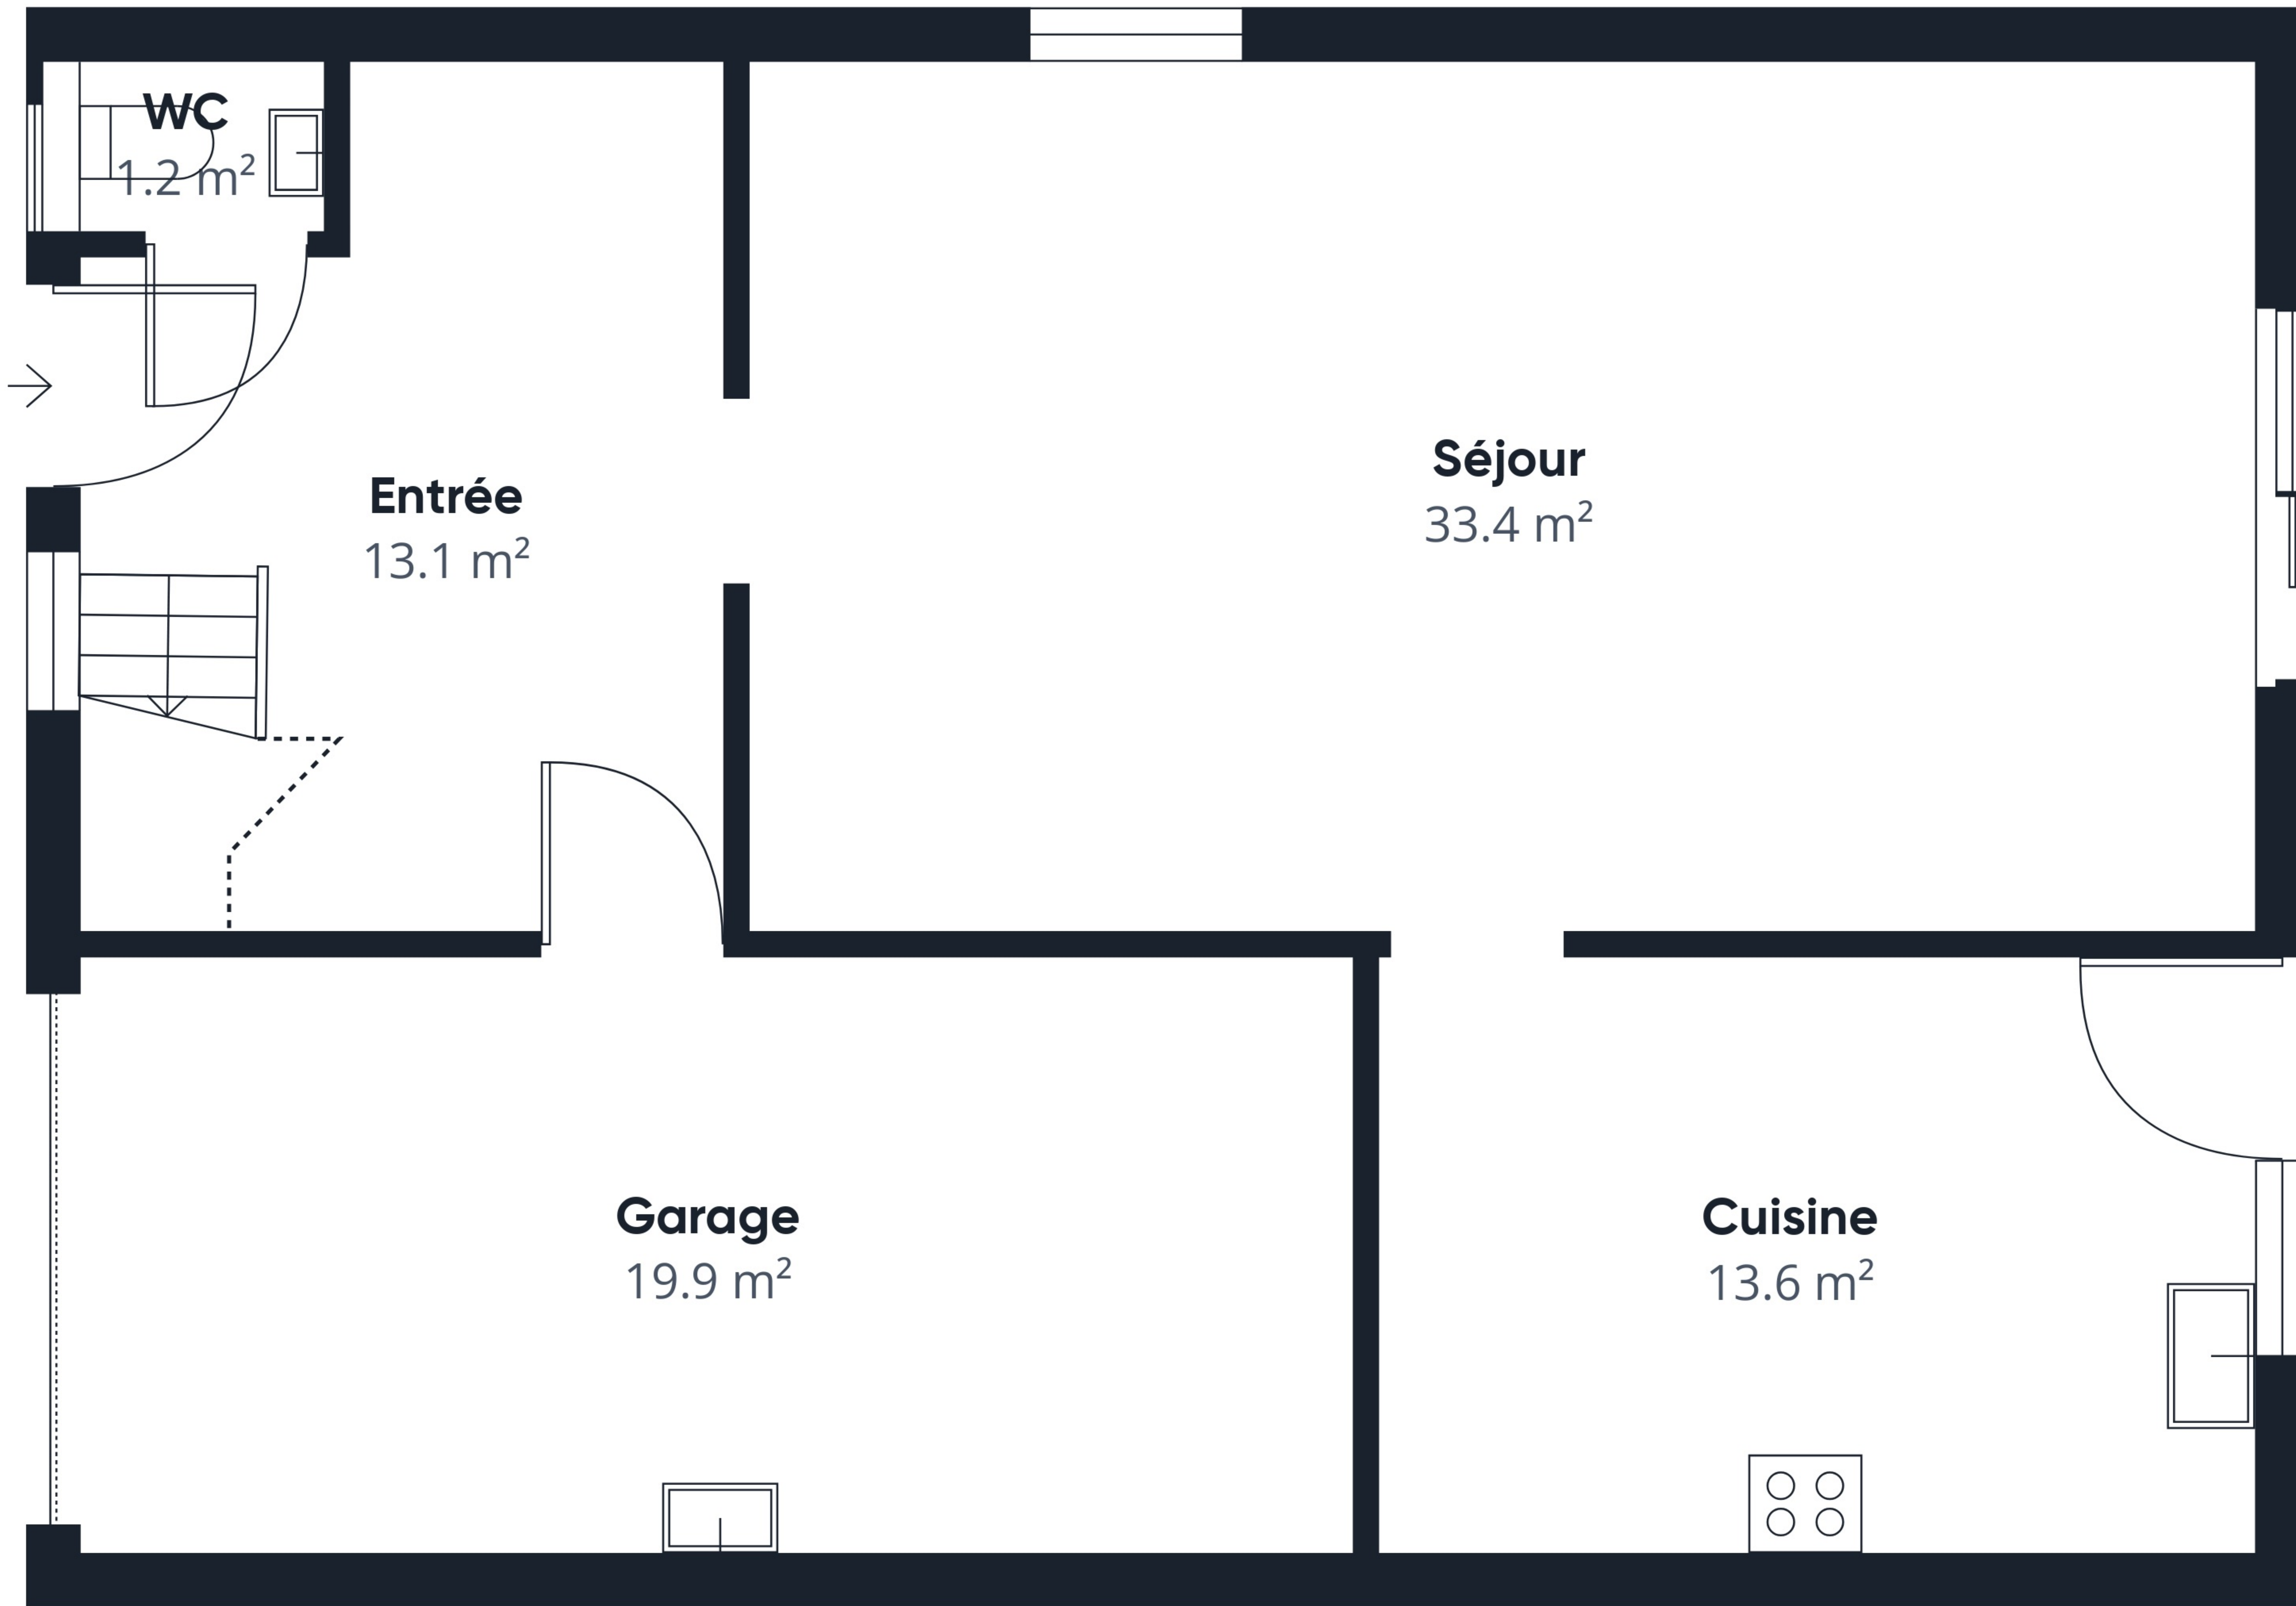 WC
1.2 m²
Entrée
13.1 m²
Séjour
33.4 m²
Garage
19.9 m²
Cuisine
13.6 m²